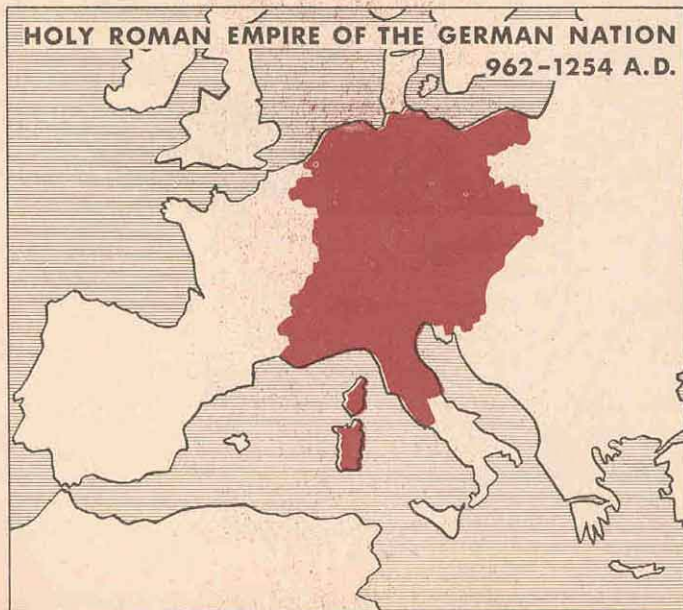 HOLY ROMAN EMPIRE OF THE GERMAN NATION
962-1254 A.D.